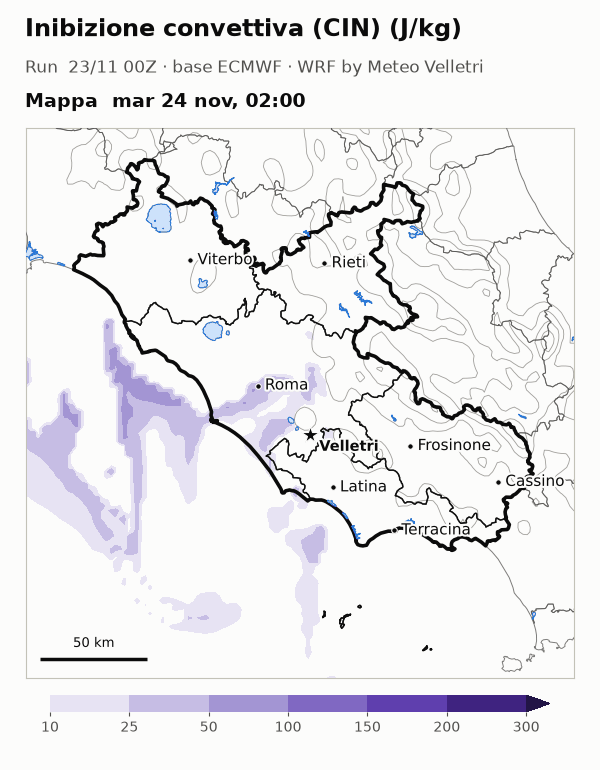 Inibizione convettiva (CIN) (J/kg)
Run  23/11 00Z · base ECMWF · WRF by Meteo Velletri
Mappa  mar 24 nov, 02:00
Viterbo
Rieti
Roma
Velletri
Frosinone
Cassino
Latina
Terracina
50 km
10 25 50 100 150 200 300